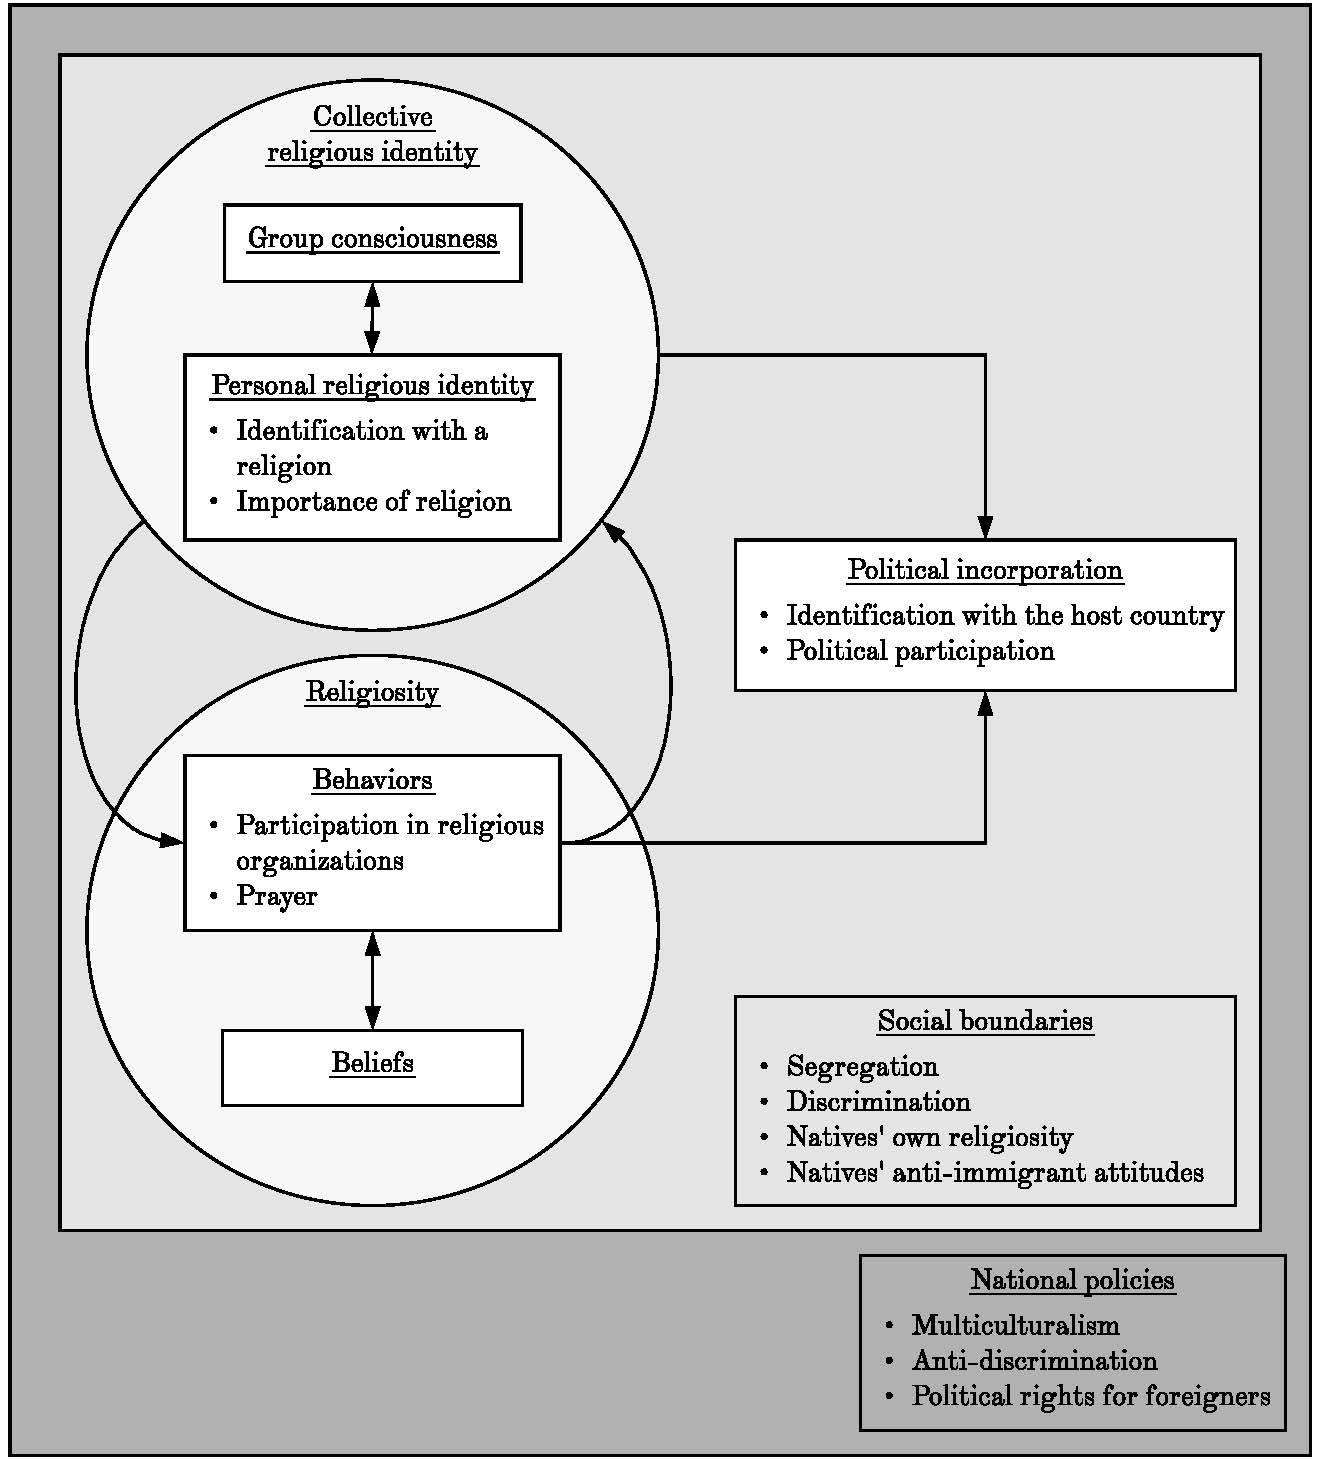 Collective
religious identity
Group consciousness
Personal religious identity
• Identification with a
religion
• Importance of religion
Political incorporation
• Identification with the host country
• Political participation
Religiosity
Behaviors
• Participation in religious
organizations
• Prayer
Beliefs
Social boundaries
• Segregation
• Discrimination
• Natives' own religiosity
• Natives' anti-immigrant attitudes
National policies
• Multiculturalism
• Anti-discrimination
• Political rights for foreigners